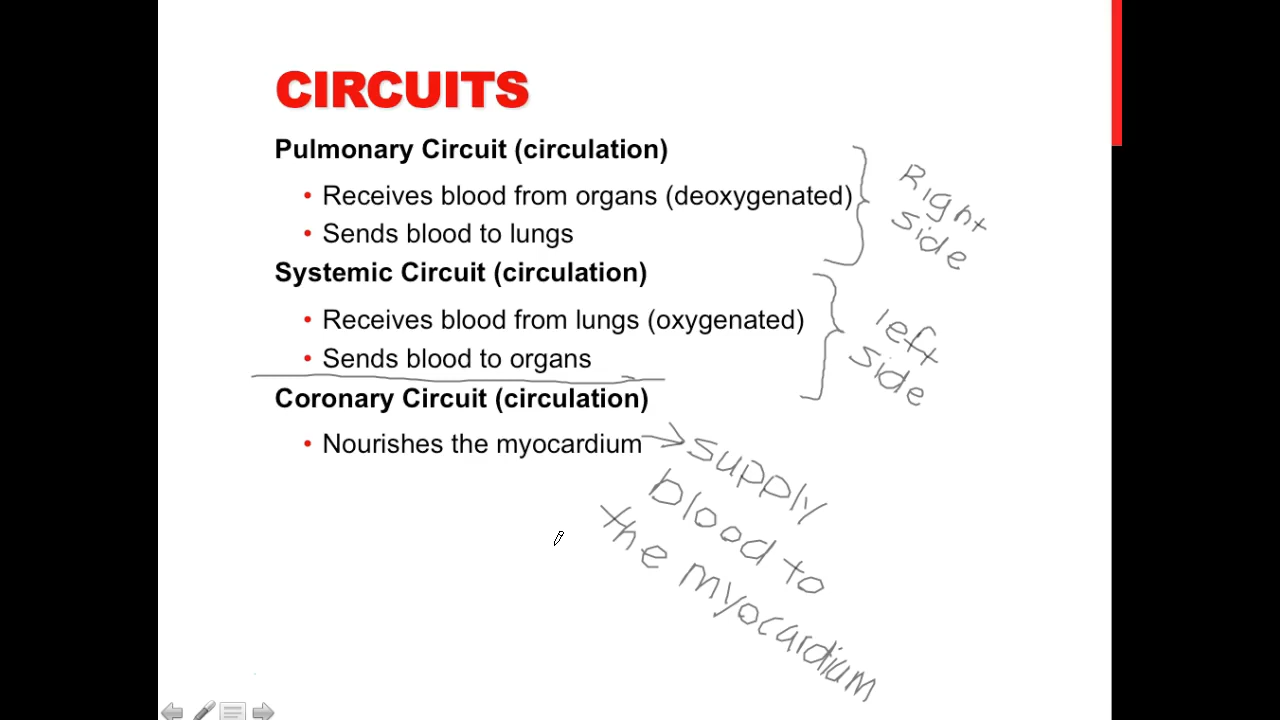 CIRCUITS
Pulmonary Circuit (circulation)
• Receives blood from organs (deoxygenated)
• Sends blood to lungs
Right
side
Systemic Circuit (circulation)
• Receives blood from lungs (oxygenated)
• Sends blood to organs
left
side
Coronary Circuit (circulation)
• Nourishes the myocardium
supply
blood to
the myocardium